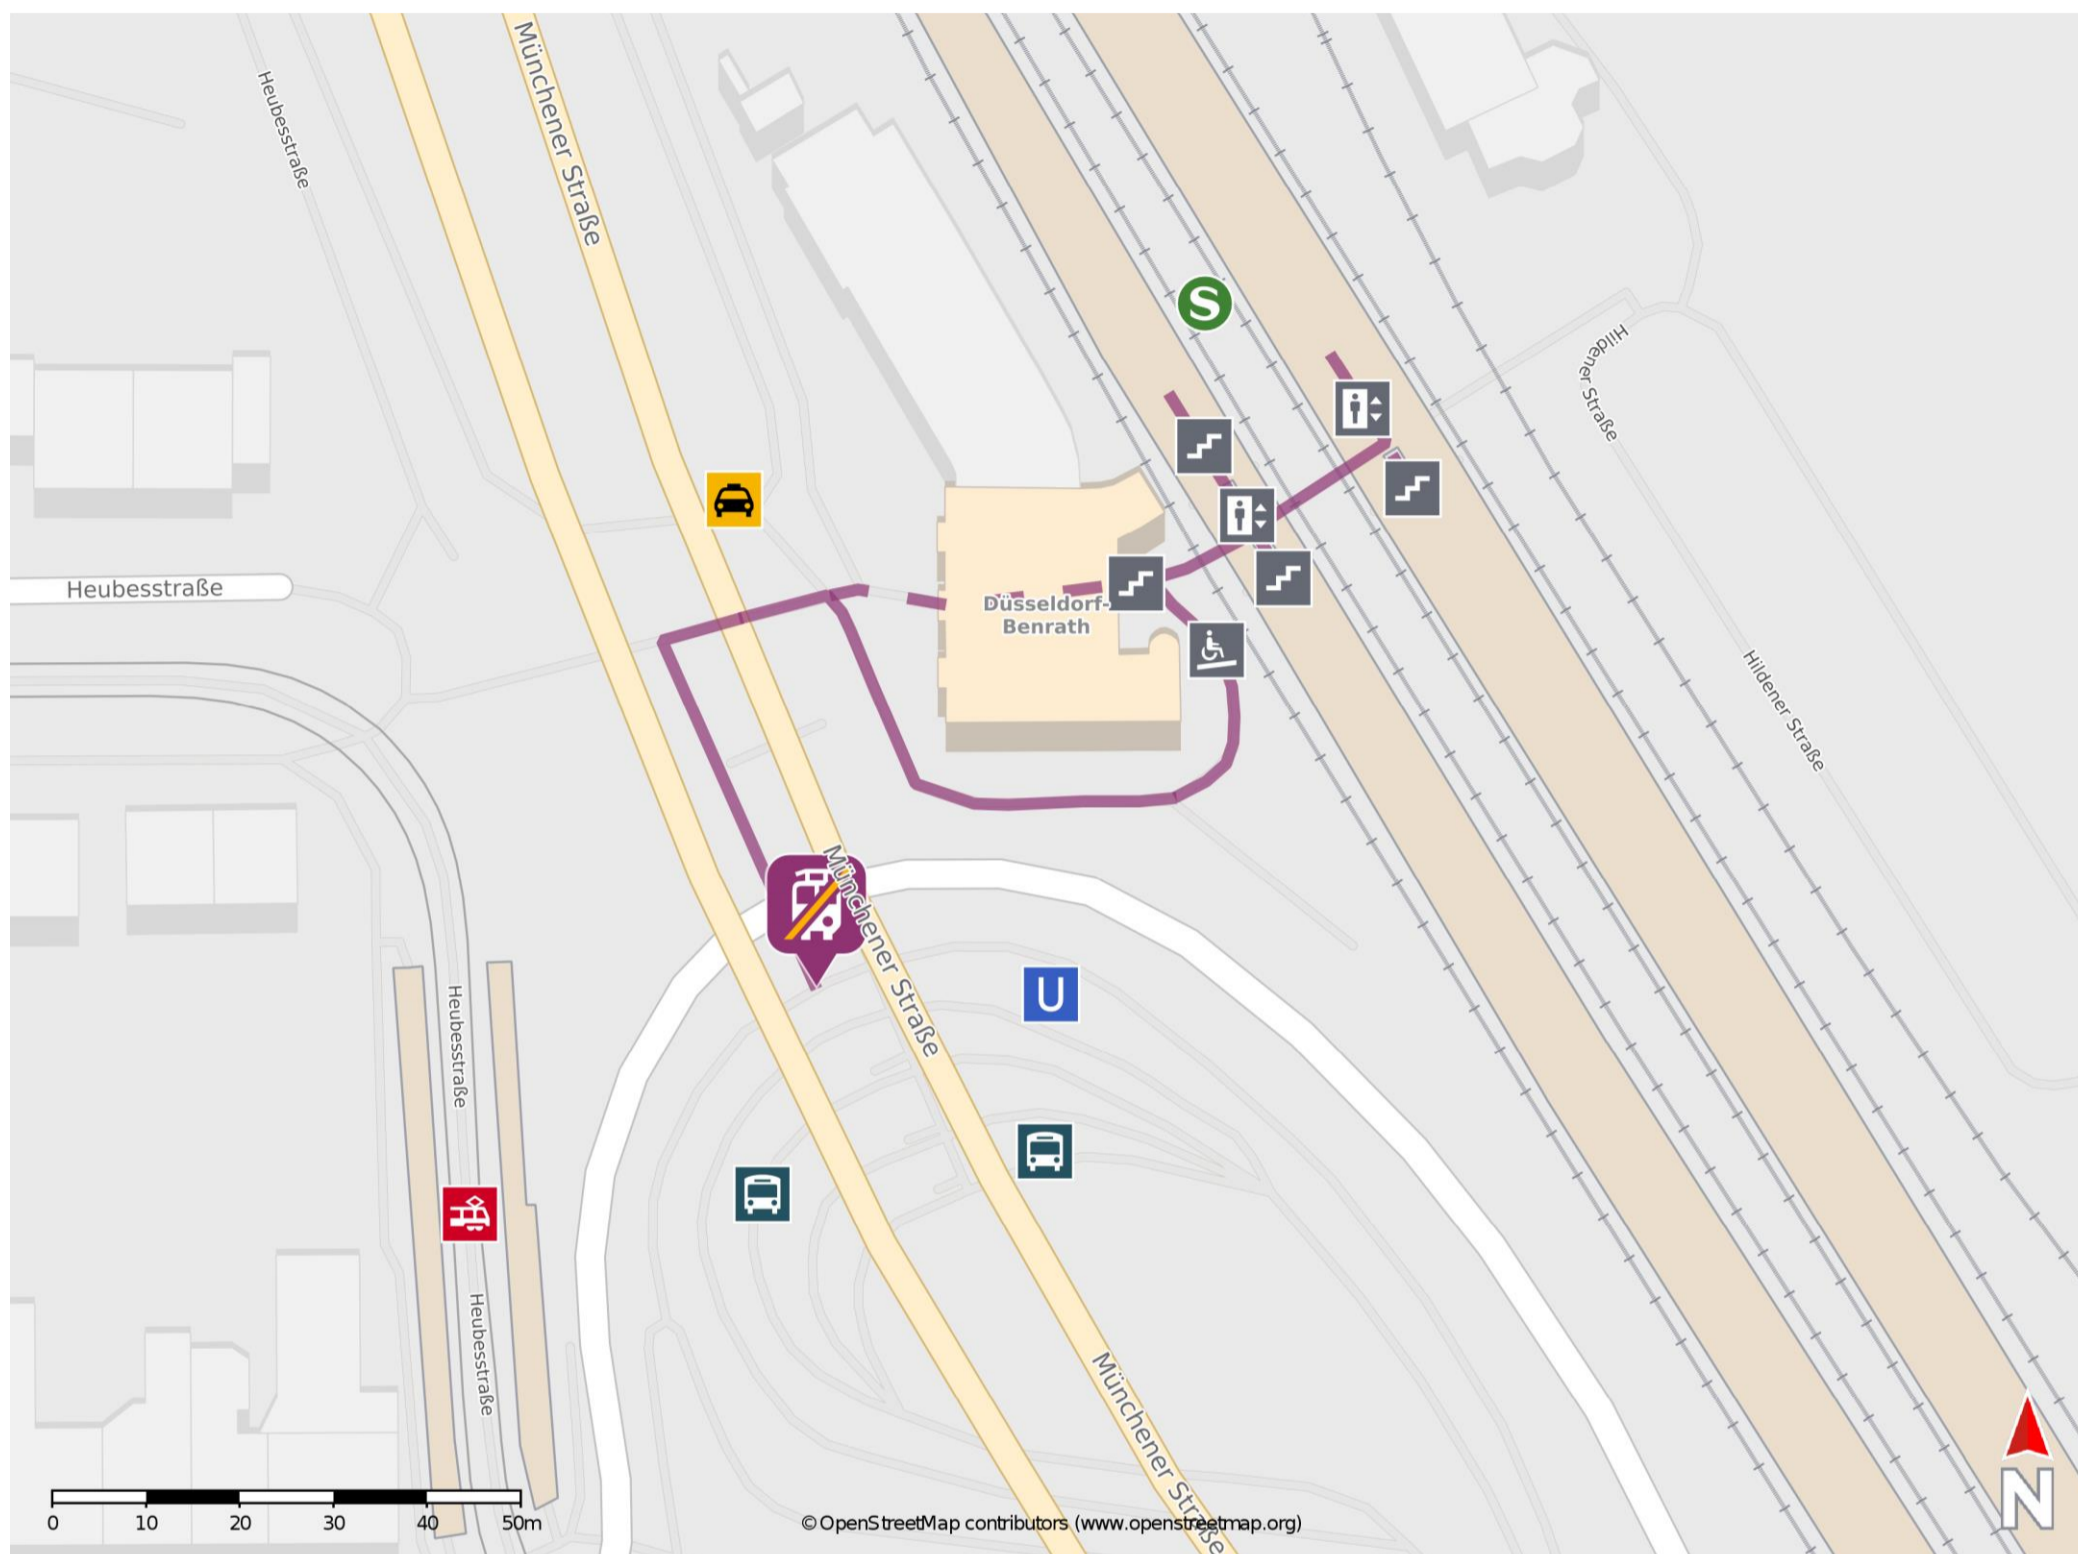 Münchener Straße
Heubesstraße
S
Hildener Straße
Heubesstraße
Düsseldorf-
Benrath
Hildener Straße
Münchener Straße
U
Heubesstraße
Heubesstraße
Münchener Straße
N
0 10 20 30 40 50m
© OpenStreetMap contributors (www.openstreetmap.org)